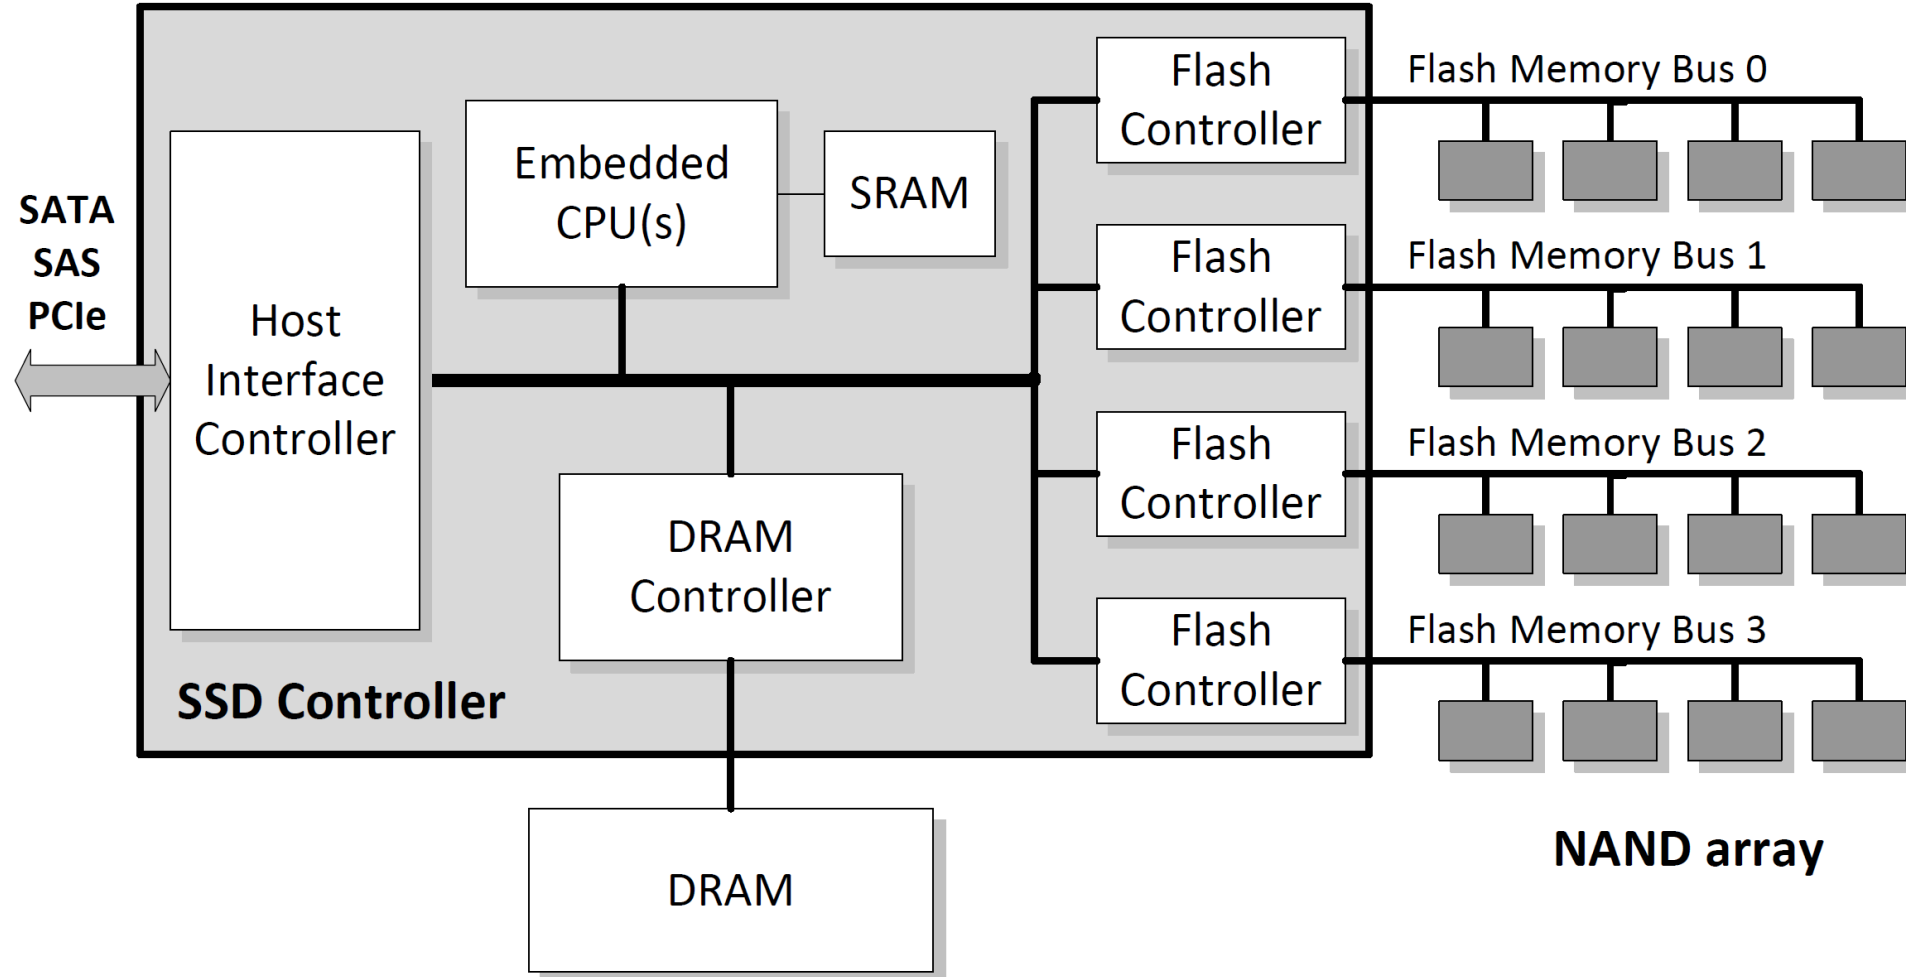 SATA
SAS
PCIe
Host
Interface
Controller
Embedded
CPU(s)
SRAM
DRAM
Controller
SSD Controller
DRAM
Flash
Controller
Flash Memory Bus 0
Flash
Controller
Flash Memory Bus 1
Flash
Controller
Flash Memory Bus 2
Flash
Controller
Flash Memory Bus 3
NAND array